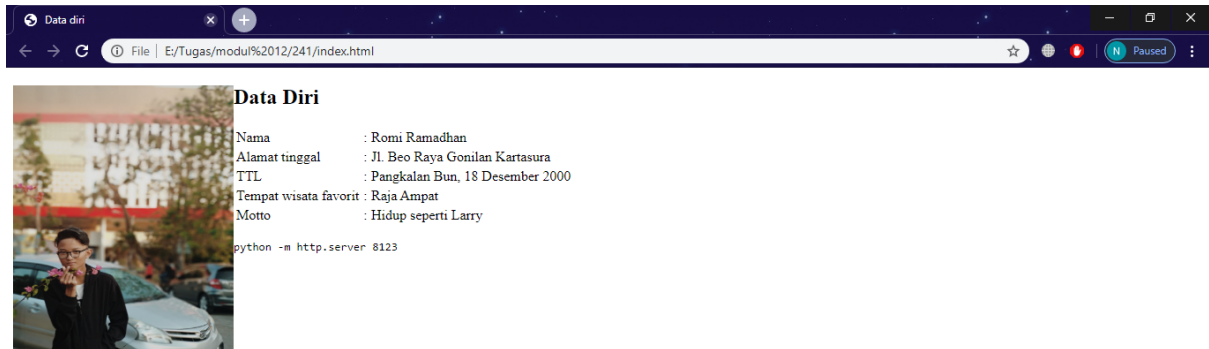 Data diri
File | E:/Tugas/modul%2012/241/index.html
N Paused
Data Diri
Nama : Romi Ramadhan
Alamat tinggal : Jl. Beo Raya Gonilan Kartasura
TTL : Pangkalan Bun, 18 Desember 2000
Tempat wisata favorit : Raja Ampat
Motto : Hidup seperti Larry
python -m http.server 8123